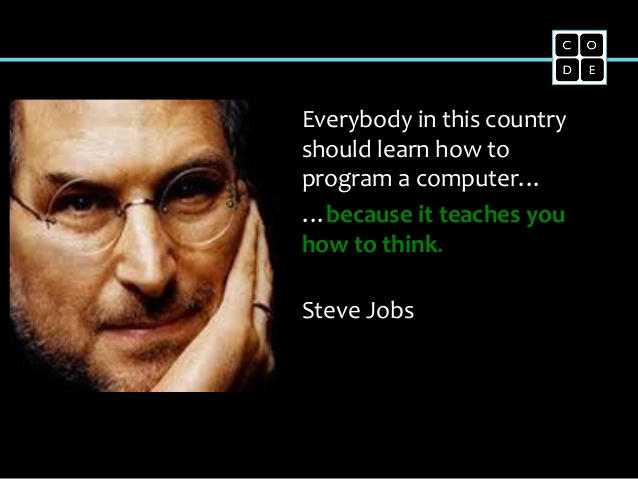 C O
D E
Everybody in this country
should learn how to
program a computer…
…because it teaches you
how to think.
Steve Jobs